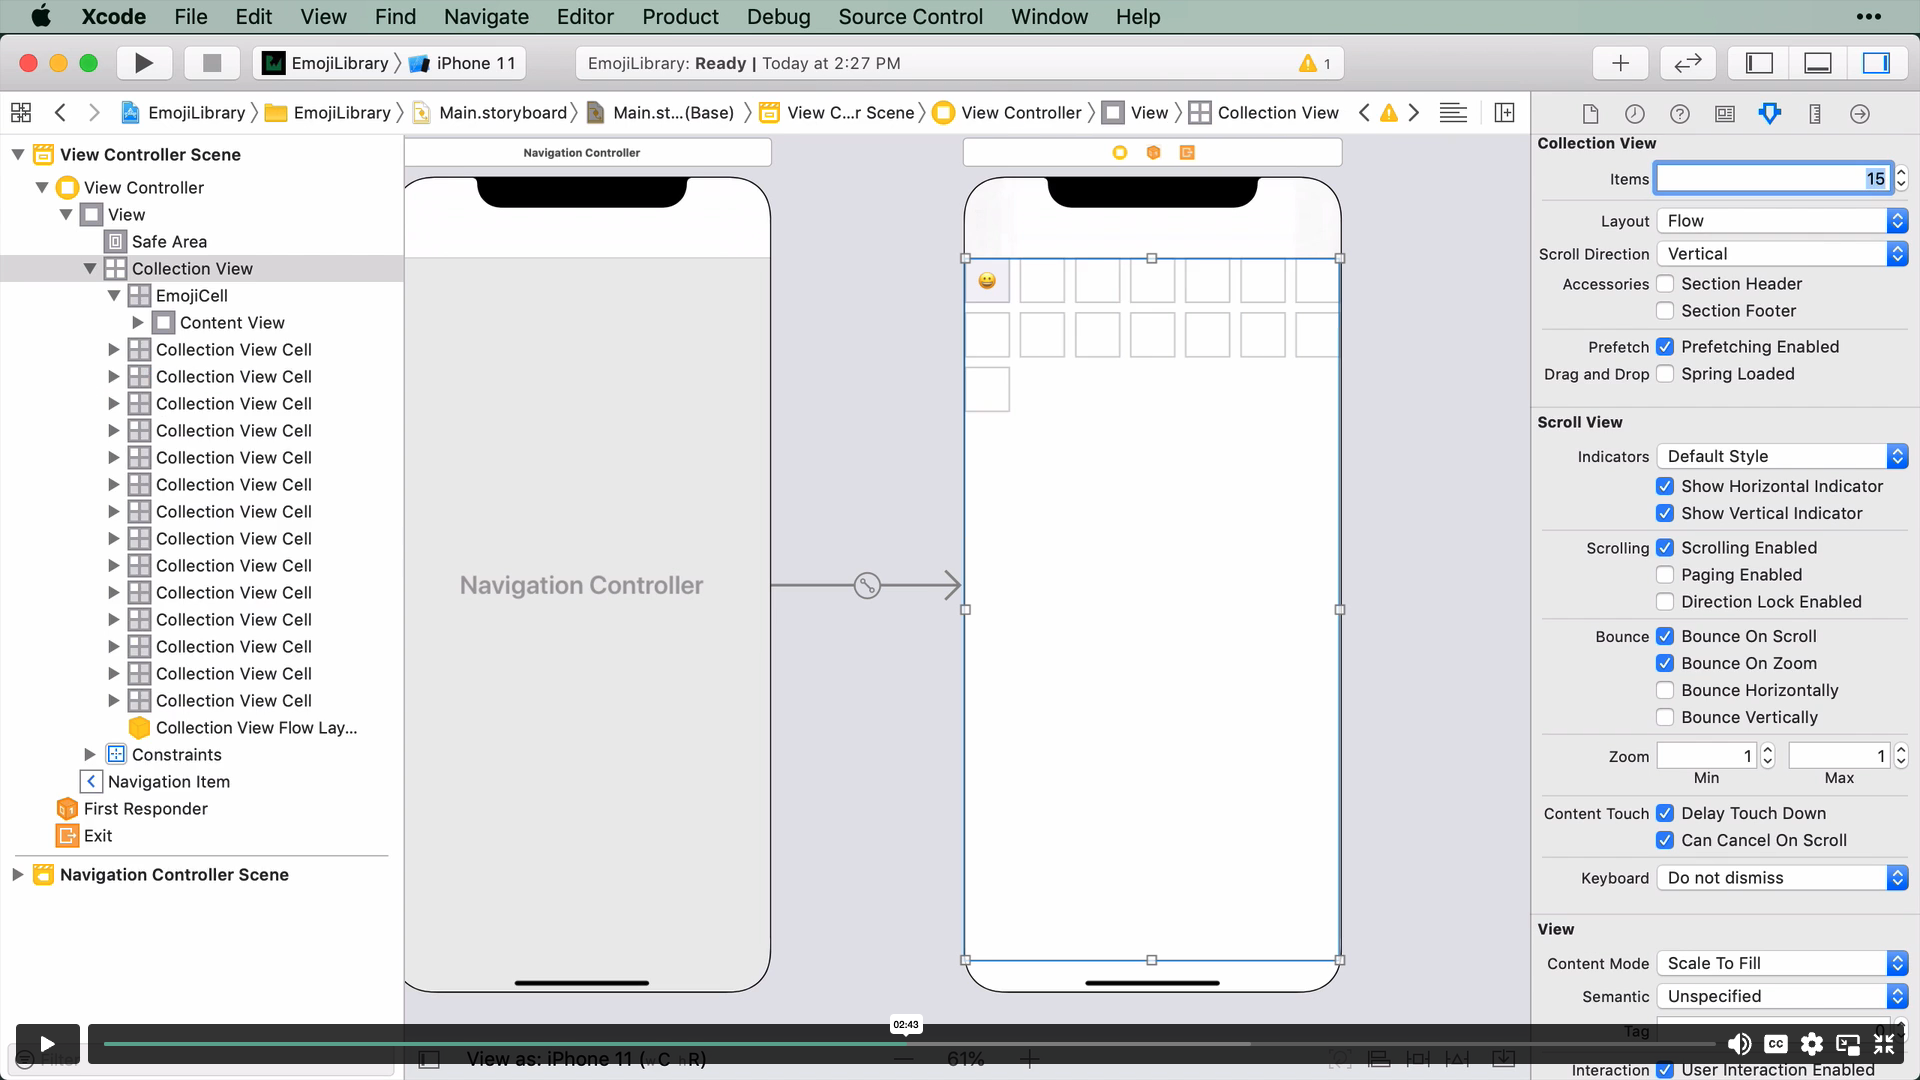 Xcode File Edit View Find Navigate Editor Product Debug Source Control Window Help
EmojiLibrary iPhone 11
EmojiLibrary: Ready | Today at 2:27 PM
1
EmojiLibrary EmojiLibrary Main.storyboard Main.st...(Base) View C...r Scene View Controller View Collection View
View Controller Scene
View Controller
View
Safe Area
Collection View
EmojiCell
Content View
Collection View Cell
Collection View Cell
Collection View Cell
Collection View Cell
Collection View Cell
Collection View Cell
Collection View Cell
Collection View Cell
Collection View Cell
Collection View Cell
Collection View Cell
Collection View Cell
Collection View Cell
Collection View Cell
Collection View Flow Lay...
Constraints
Navigation Item
First Responder
Exit
Navigation Controller Scene
Filter
Navigation Controller
Navigation Controller
View as: iPhone 11 (wC hR)
61%
02:43
Collection View
Items 15
Layout Flow
Scroll Direction Vertical
Accessories Section Header
Section Footer
Prefetch Prefetching Enabled
Drag and Drop Spring Loaded
Scroll View
Indicators Default Style
Show Horizontal Indicator
Show Vertical Indicator
Scrolling Scrolling Enabled
Paging Enabled
Direction Lock Enabled
Bounce Bounce On Scroll
Bounce On Zoom
Bounce Horizontally
Bounce Vertically
Zoom 1 1
Min Max
Content Touch Delay Touch Down
Can Cancel On Scroll
Keyboard Do not dismiss
View
Content Mode Scale To Fill
Semantic Unspecified
Tag 0
CC
Interaction User Interaction Enabled